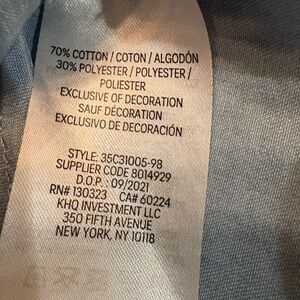 70% COTTON / COTON / ALGODÓN
30% POLYESTER / POLYESTER /
POLIESTER
EXCLUSIVE OF DECORATION
SAUF DÉCORATION
EXCLUSIVO DE DECORACIÓN
STYLE: 35C31005-98
SUPPLIER CODE 8014929
D.O.P. : 09/2021
RN# 130323 CA# 60224
KHQ INVESTMENT LLC
350 FIFTH AVENUE
NEW YORK, NY 10118